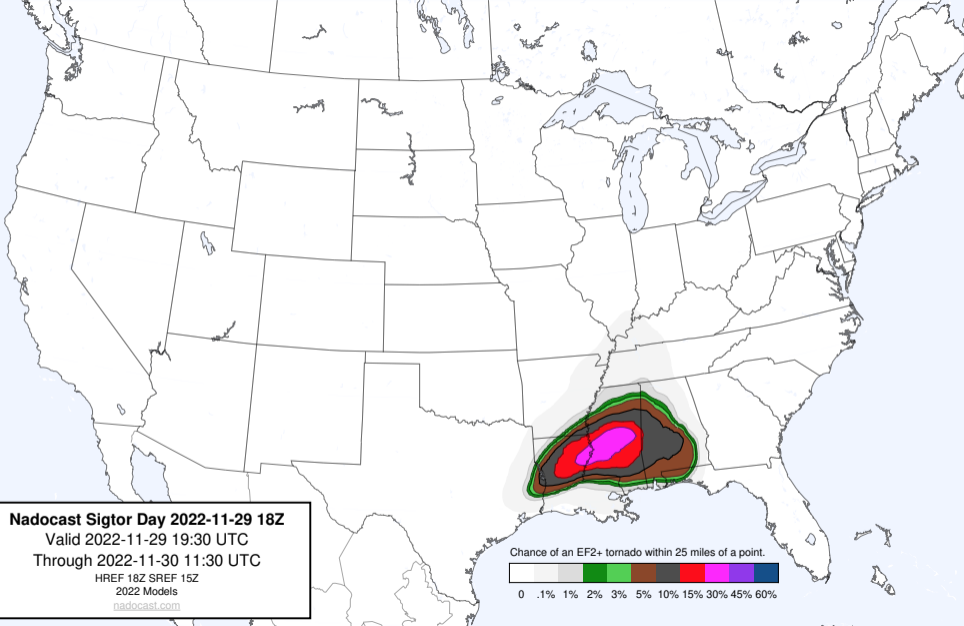 Nadocast Sigtor Day 2022-11-29 18Z
Valid 2022-11-29 19:30 UTC
Through 2022-11-30 11:30 UTC
HREF 18Z SREF 15Z
2022 Models
nadocast.com
Chance of an EF2+ tornado within 25 miles of a point.
0 .1% 1% 2% 3% 5% 10% 15% 30% 45% 60%